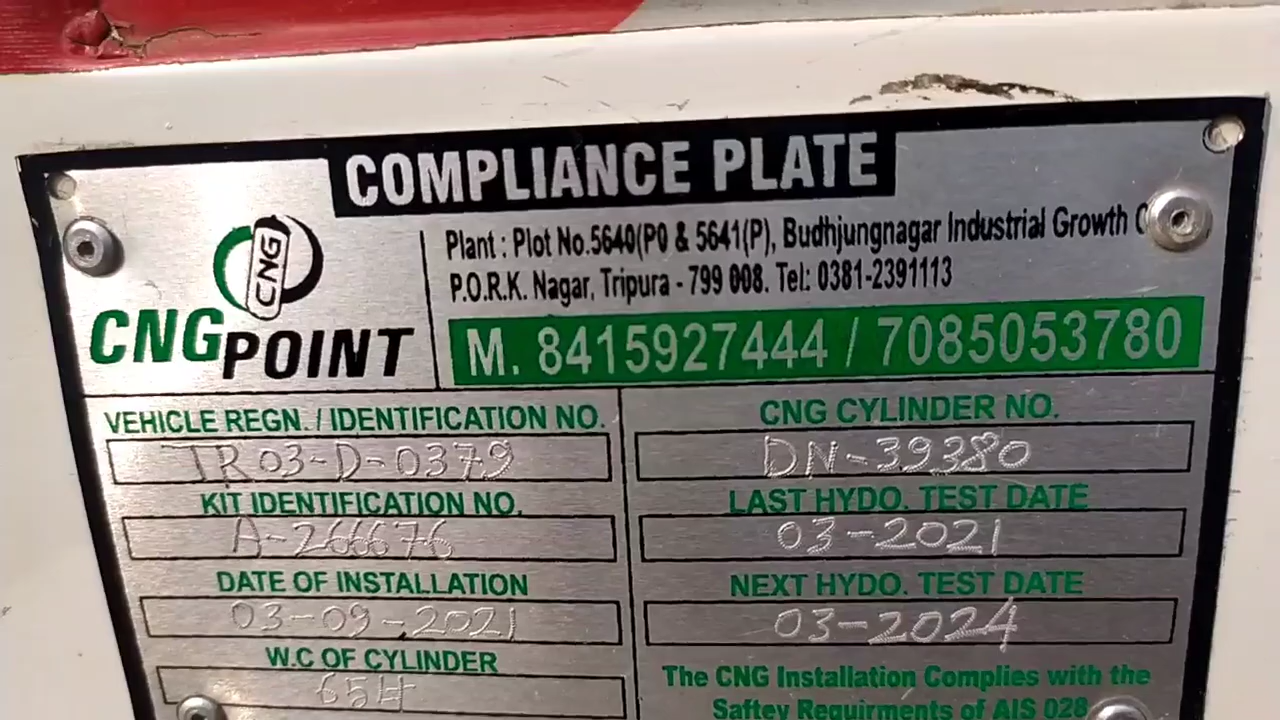 COMPLIANCE PLATE
CNG
CNGPOINT
Plant : Plot No.5640(P0 & 5641(P), Budhjungnagar Industrial Growth
P.O.R.K. Nagar, Tripura - 799 008. Tel: 0381-2391113
M. 8415927444 / 7085053780
VEHICLE REGN. / IDENTIFICATION NO.
TR03-D-0379
KIT IDENTIFICATION NO.
A-266676
DATE OF INSTALLATION
03-09-2021
W.C OF CYLINDER
CNG CYLINDER NO.
DN-39380
LAST HYDO. TEST DATE
03-2021
NEXT HYDO. TEST DATE
03-2024
The CNG Installation Complies with the
Saftey Requirments of AIS 028